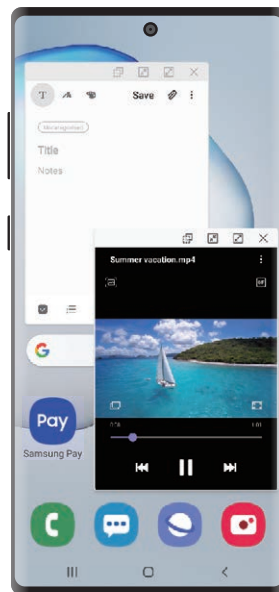 T
Save
Title
Notes
Summer vacation.mp4
G
Pay
Samsung Pay